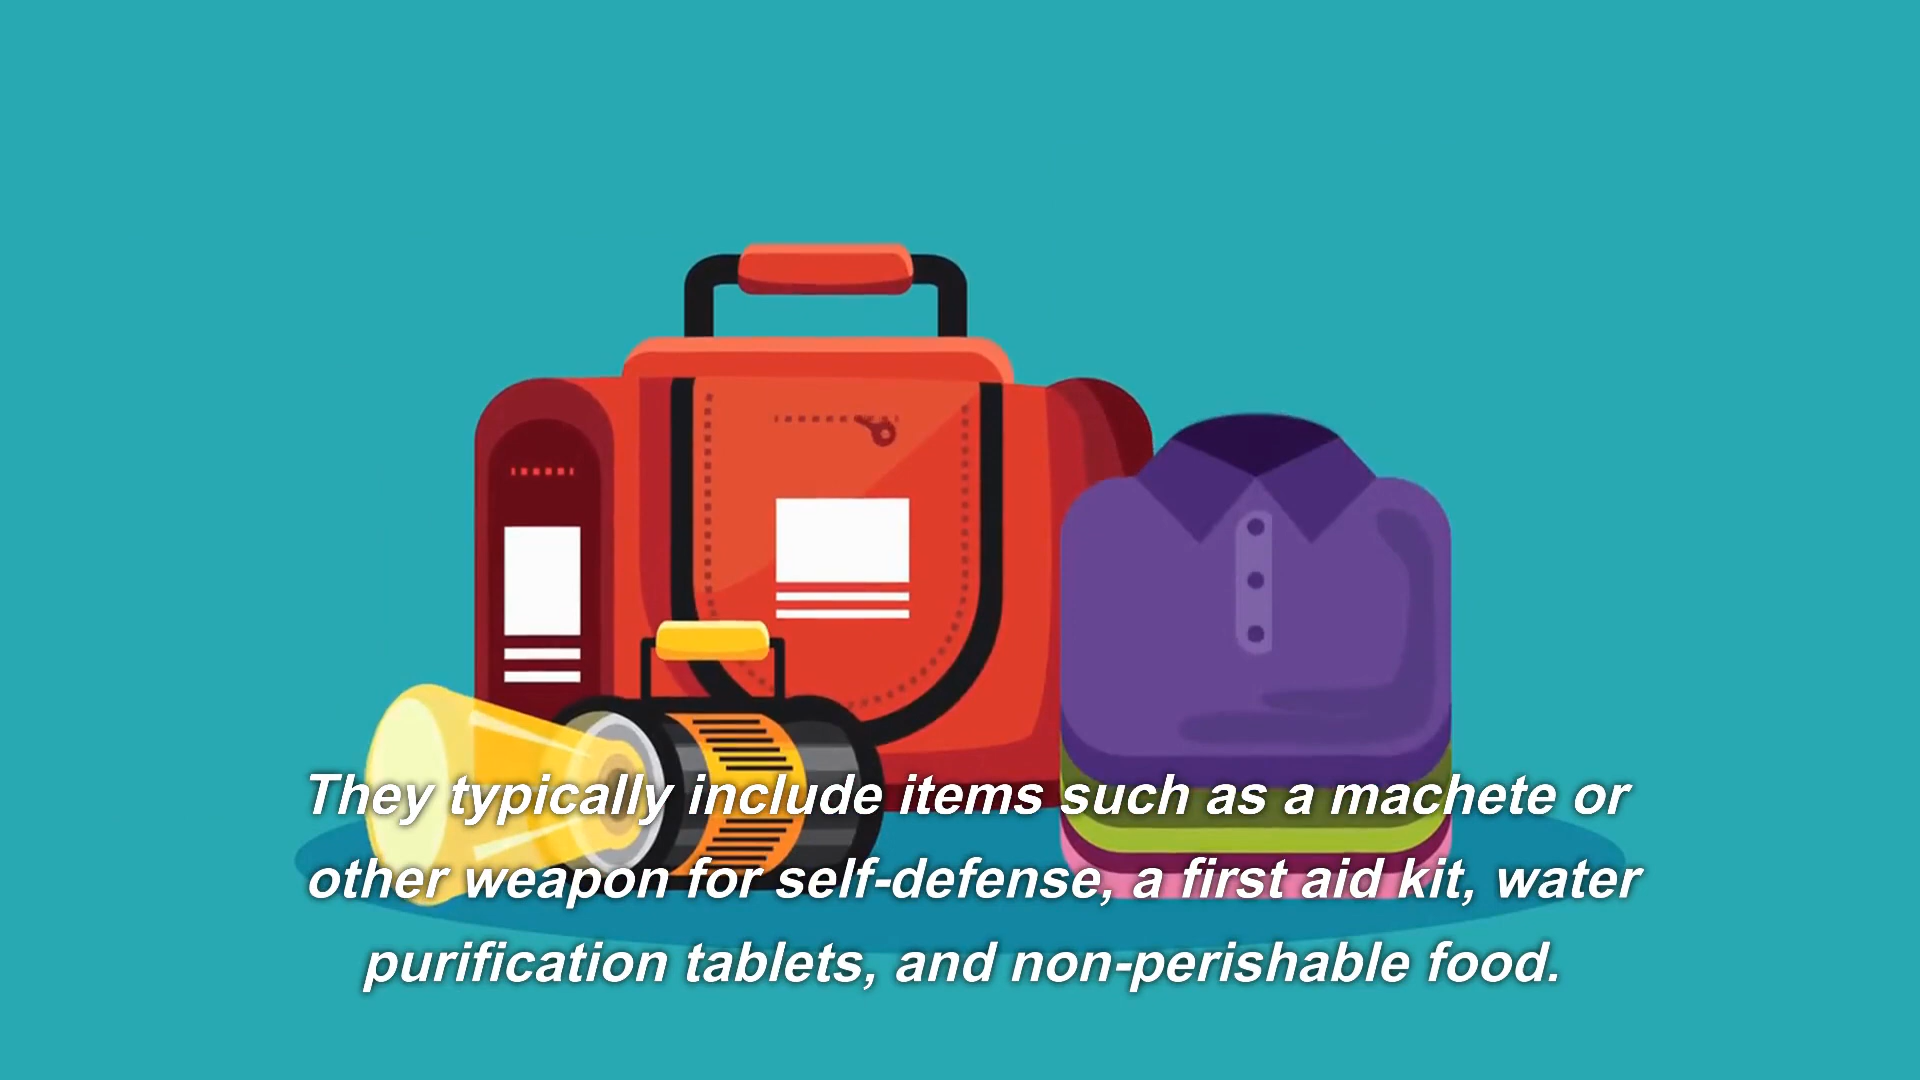 They typically include items such as a machete or
other weapon for self-defense, a first aid kit, water
purification tablets, and non-perishable food.